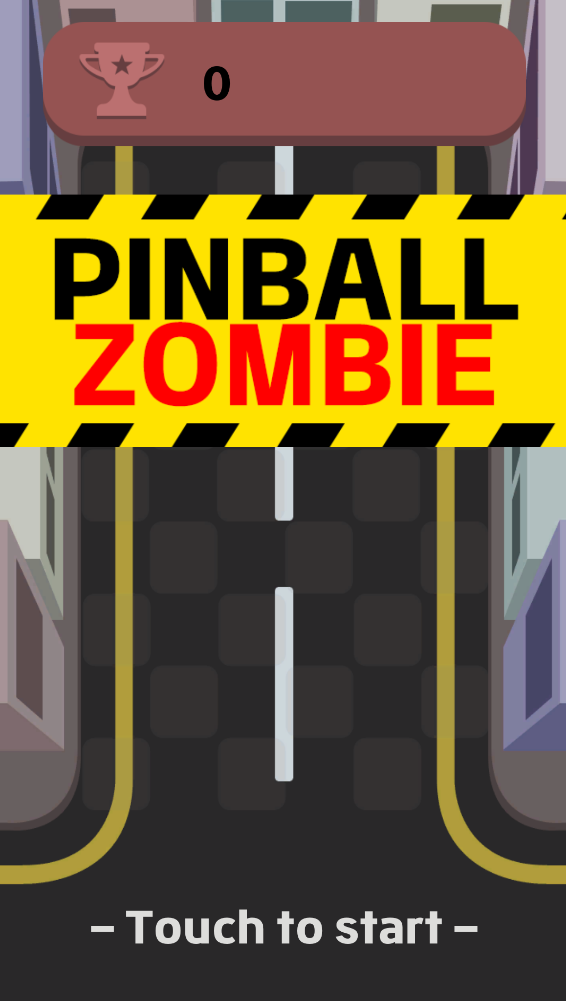 0
PINBALL
ZOMBIE
– Touch to start –